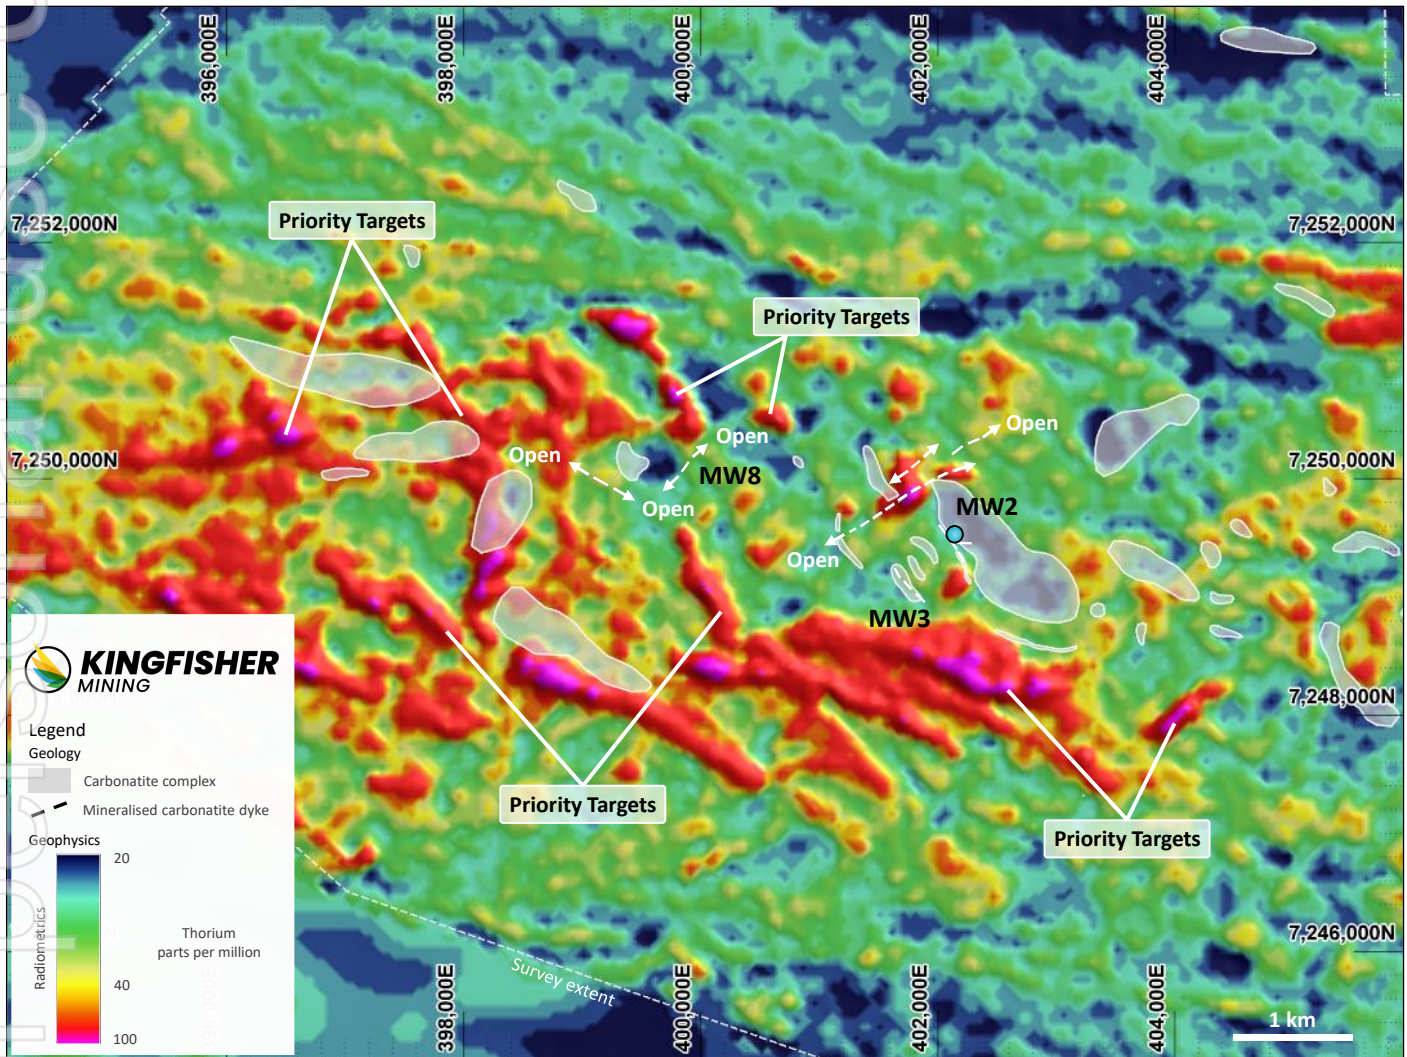 396,000E
398,000E
400,000E
402,000E
404,000E
7,252,000N
7,252,000N
Priority Targets
Priority Targets
Open
Open
Open
7,250,000N
7,250,000N
MW8
Open
MW2
Open
MW3
7,248,000N
Priority Targets
Priority Targets
KINGFISHER
MINING
Legend
Geology
Carbonatite complex
Mineralised carbonatite dyke
Geophysics
Radiometrics
20
40
100
Thorium
parts per million
7,246,000N
Survey extent
396,000E
398,000E
400,000E
402,000E
404,000E
1 km